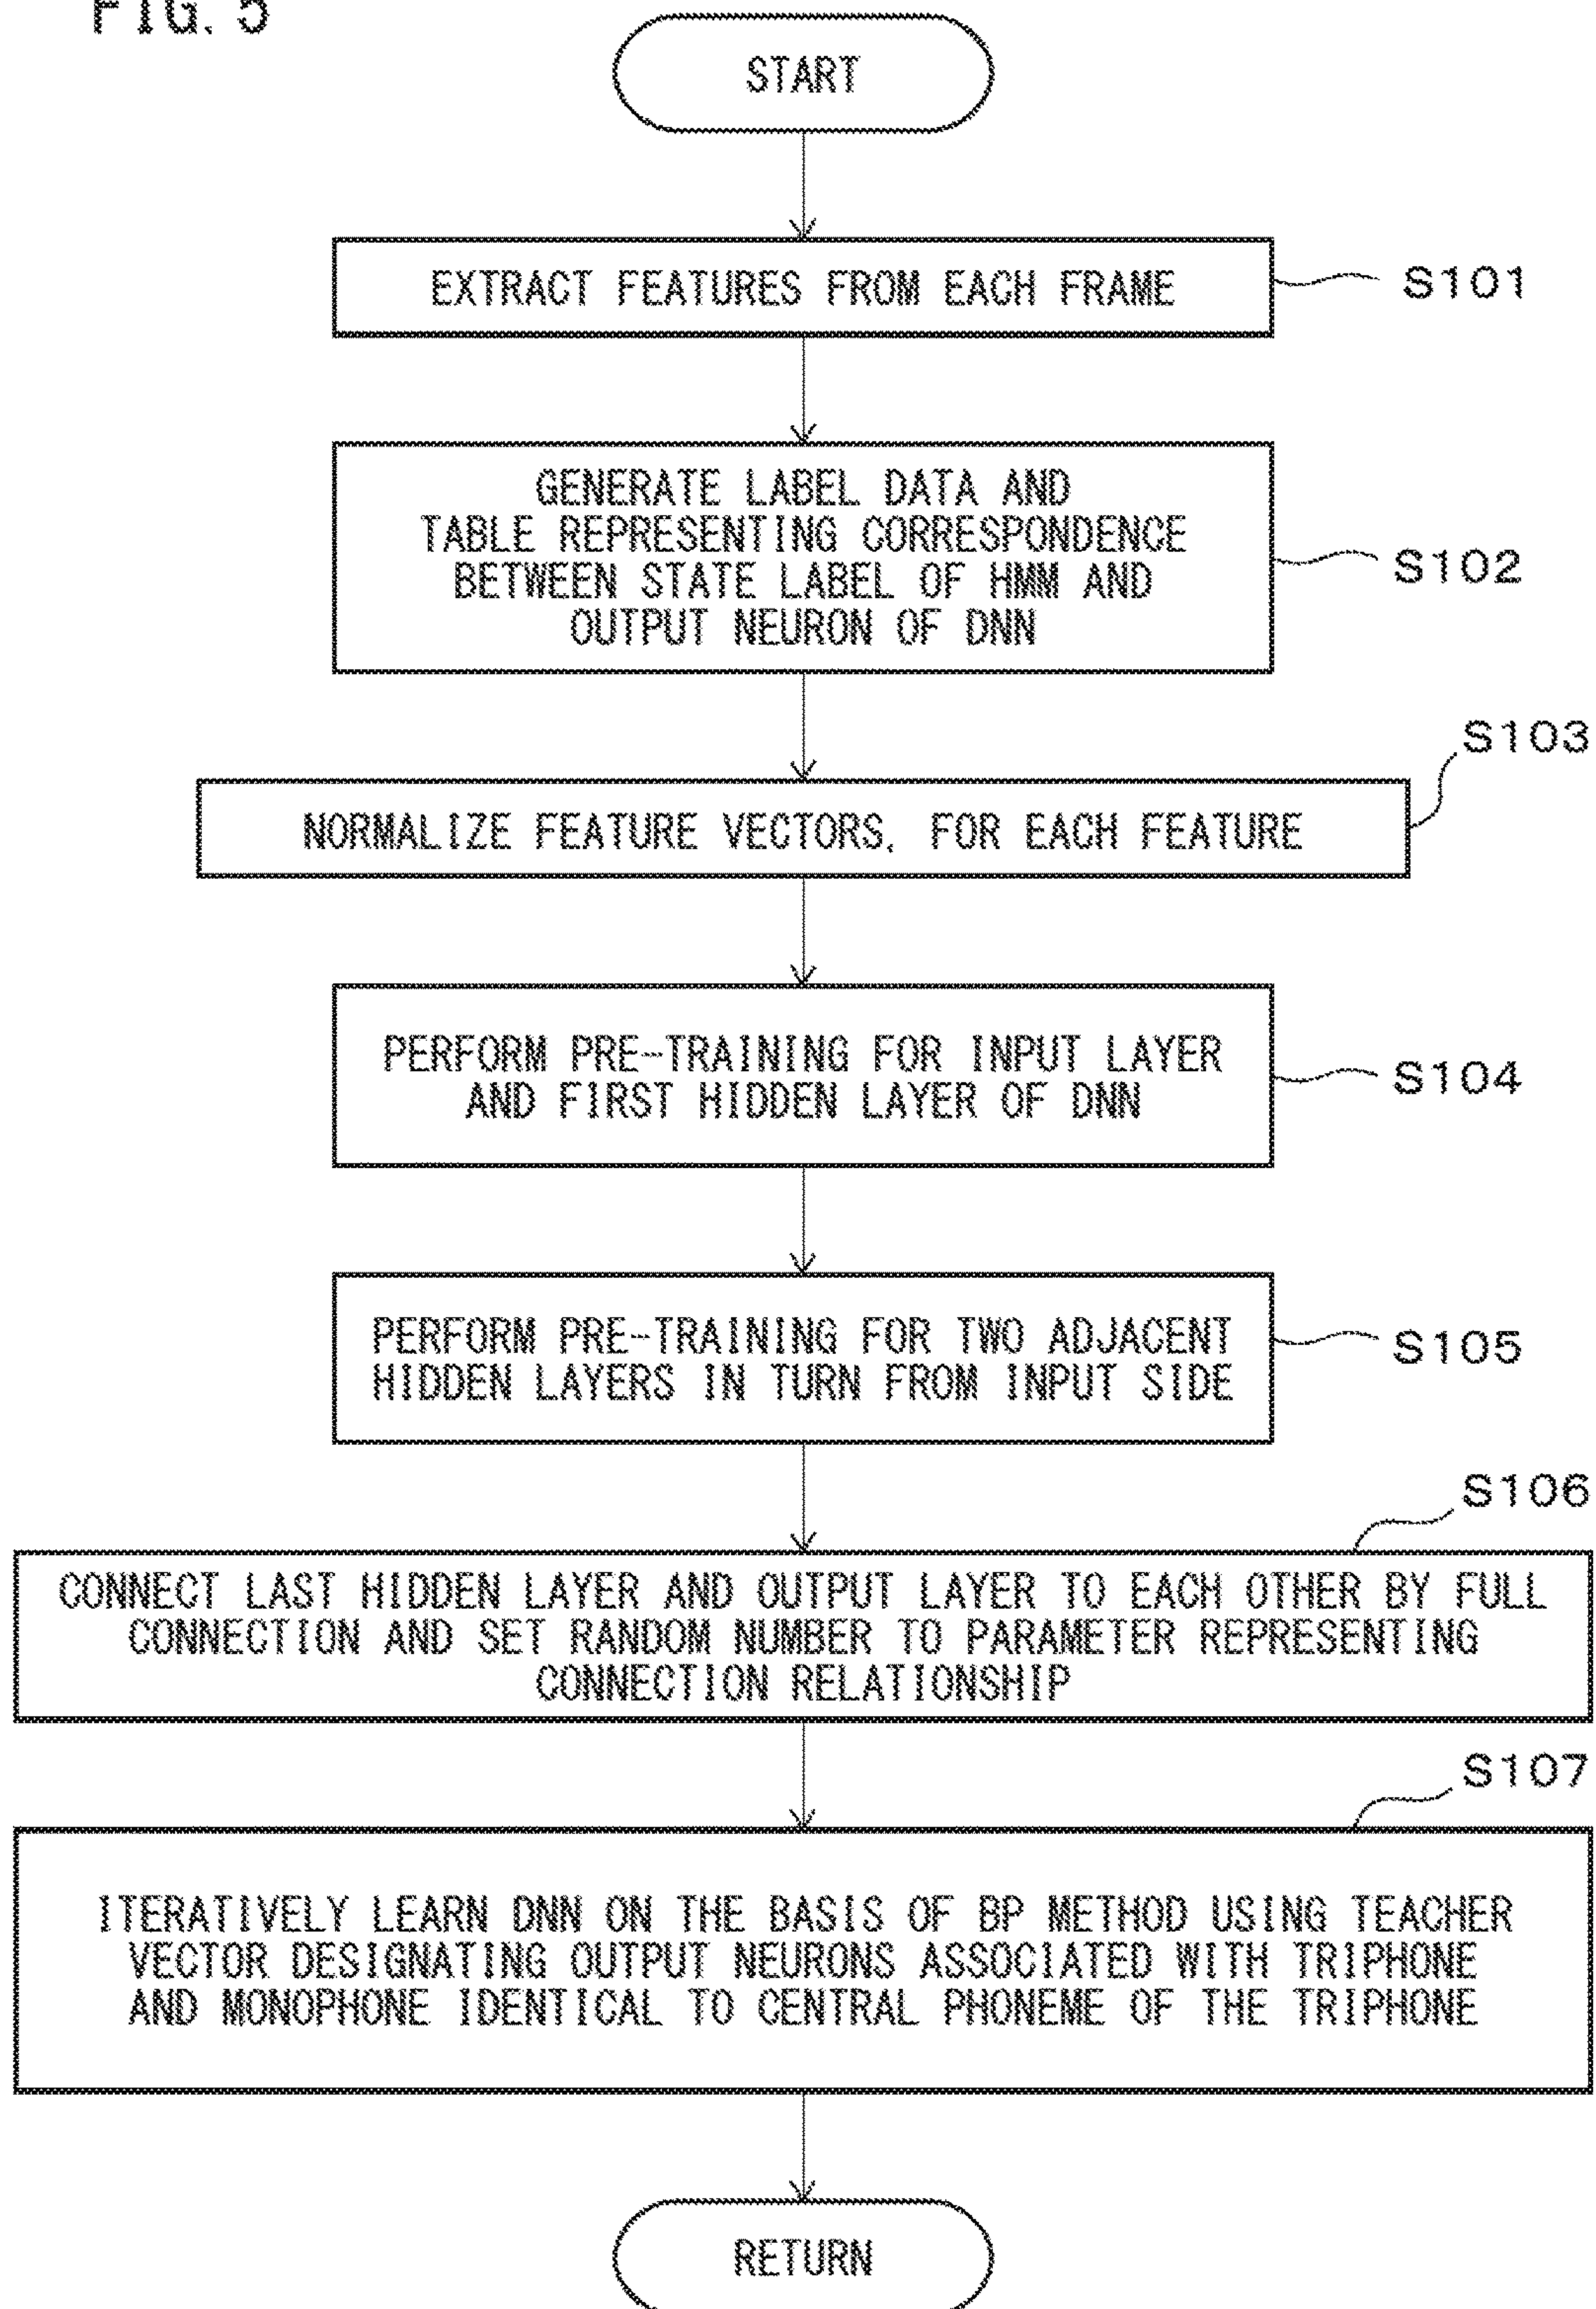 FIG. 5
START
EXTRACT FEATURES FROM EACH FRAME
S101
GENERATE LABEL DATA AND
TABLE REPRESENTING CORRESPONDENCE
BETWEEN STATE LABEL OF HMM AND
OUTPUT NEURON OF DNN
S102
S103
NORMALIZE FEATURE VECTORS, FOR EACH FEATURE
PERFORM PRE-TRAINING FOR INPUT LAYER
AND FIRST HIDDEN LAYER OF DNN
S104
PERFORM PRE-TRAINING FOR TWO ADJACENT
HIDDEN LAYERS IN TURN FROM INPUT SIDE
S105
S106
CONNECT LAST HIDDEN LAYER AND OUTPUT LAYER TO EACH OTHER BY FULL
CONNECTION AND SET RANDOM NUMBER TO PARAMETER REPRESENTING
CONNECTION RELATIONSHIP
S107
ITERATIVELY LEARN DNN ON THE BASIS OF BP METHOD USING TEACHER
VECTOR DESIGNATING OUTPUT NEURONS ASSOCIATED WITH TRIPHONE
AND MONOPHONE IDENTICAL TO CENTRAL PHONEME OF THE TRIPHONE
RETURN